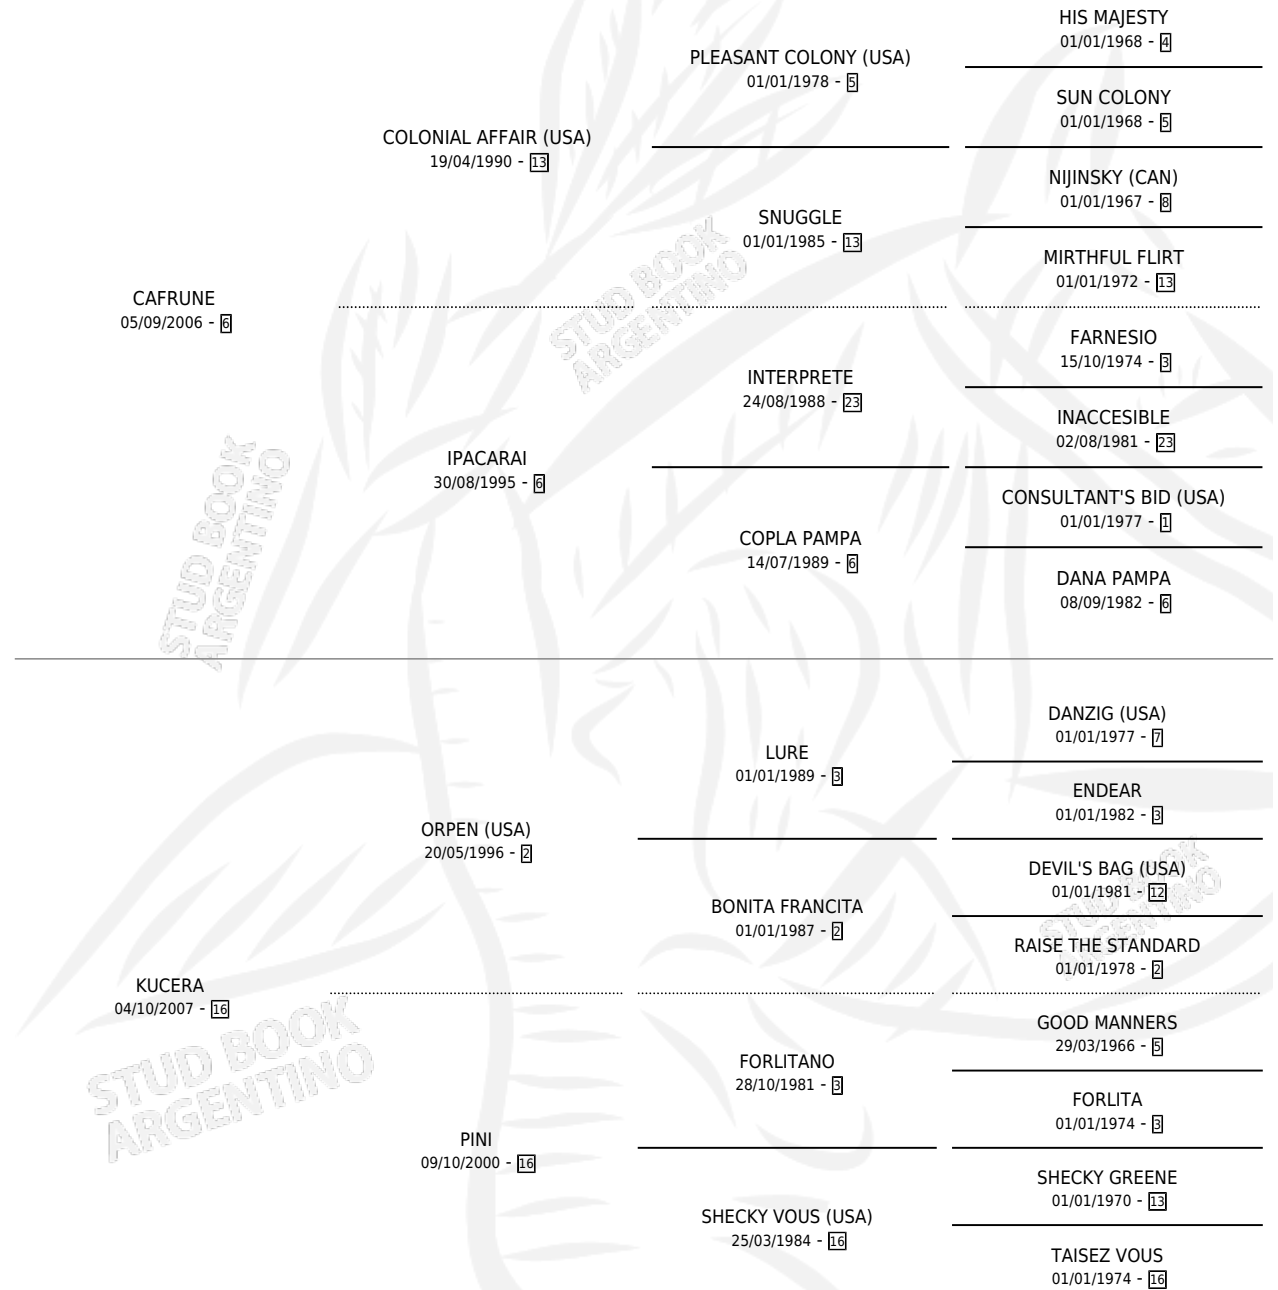 HIS MAJESTY
01/01/1968 - 4
PLEASANT COLONY (USA)
01/01/1978 - 5
SUN COLONY
01/01/1968 - 5
COLONIAL AFFAIR (USA)
19/04/1990 - 13
NIJINSKY (CAN)
01/01/1967 - 8
SNUGGLE
01/01/1985 - 13
MIRTHFUL FLIRT
01/01/1972 - 13
CAFRUNE
05/09/2006 - 6
FARNESIO
15/10/1974 - 3
INTERPRETE
24/08/1988 - 23
INACCESIBLE
02/08/1981 - 23
IPACARAI
30/08/1995 - 6
CONSULTANT'S BID (USA)
01/01/1977 - 1
COPLA PAMPA
14/07/1989 - 6
DANA PAMPA
08/09/1982 - 6
STUD BOOK
ARGENTINO
STUD BOOK
ARGENTINO
DANZIG (USA)
01/01/1977 - 7
LURE
01/01/1989 - 3
ENDEAR
01/01/1982 - 3
ORPEN (USA)
20/05/1996 - 2
DEVIL'S BAG (USA)
01/01/1981 - 12
BONITA FRANCITA
01/01/1987 - 2
RAISE THE STANDARD
01/01/1978 - 2
STUD BOOK
ARGENTINO
KUCERA
04/10/2007 - 16
GOOD MANNERS
29/03/1966 - 5
FORLITANO
28/10/1981 - 3
FORLITA
01/01/1974 - 3
PINI
09/10/2000 - 16
SHECKY GREENE
01/01/1970 - 13
SHECKY VOUS (USA)
25/03/1984 - 16
TAISEZ VOUS
01/01/1974 - 16
STUD BOOK
ARGENTINO